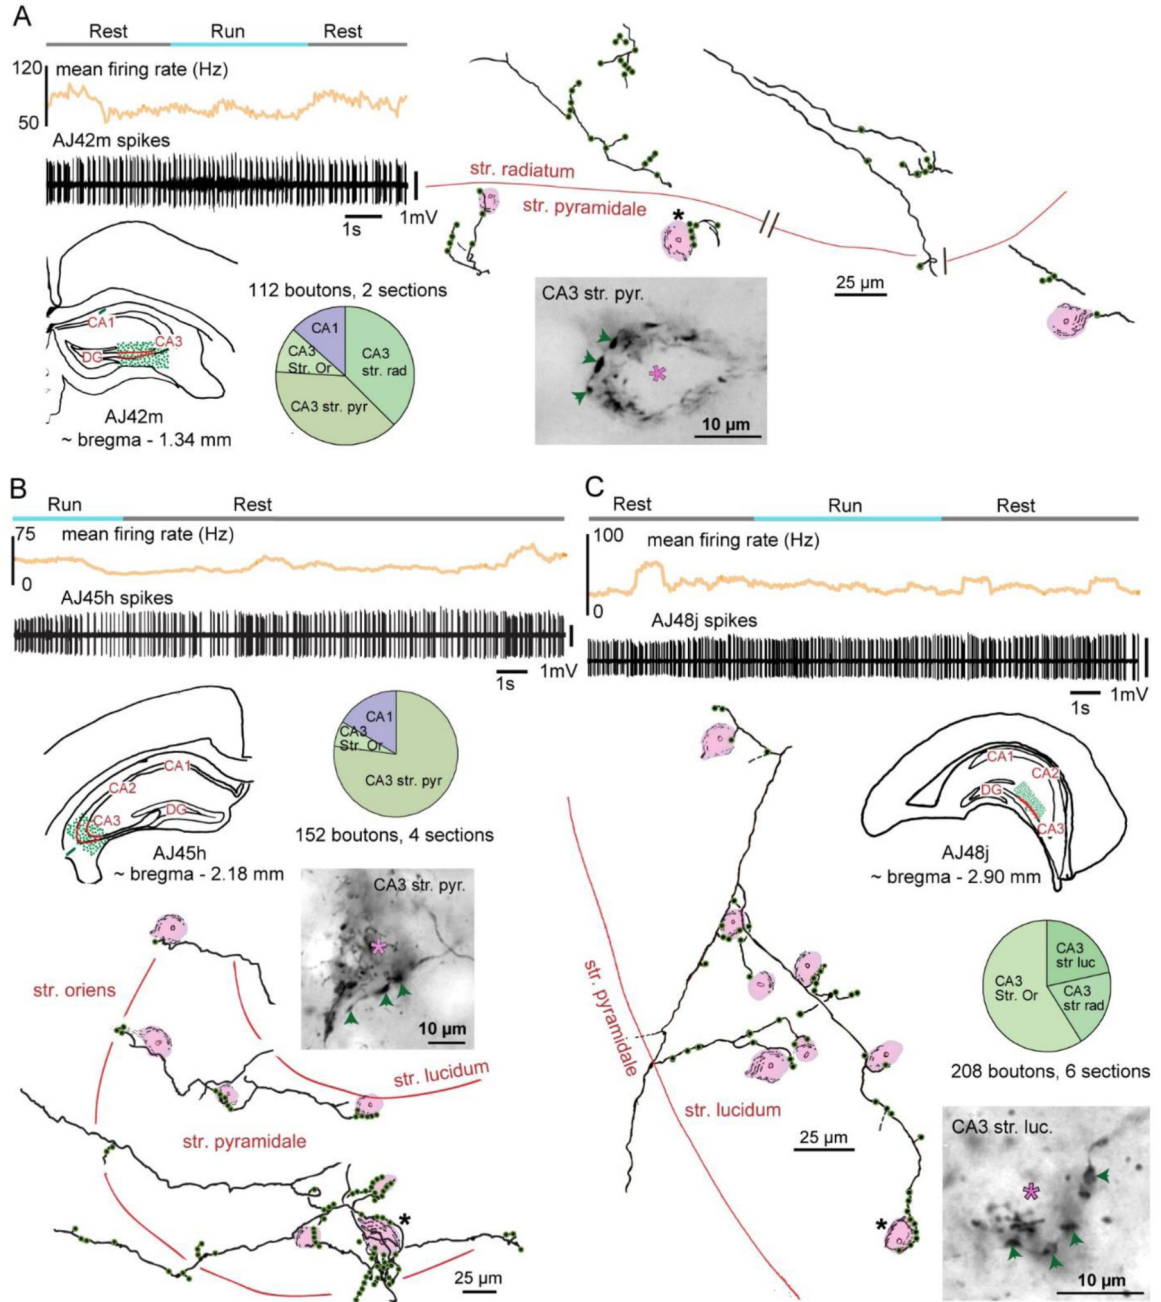 A
Rest Run Rest
120 mean firing rate (Hz)
50
AJ42m spikes
1s 1mV
str. radiatum
str. pyramidale
*
25 µm
CA1
CA3
DG
AJ42m
~ bregma - 1.34 mm
112 boutons, 2 sections
CA1
CA3
Str. Or
CA3
str. rad
CA3 str. pyr
CA3 str. pyr.
*
10 µm
B
Run Rest
75 mean firing rate (Hz)
0
AJ45h spikes
1s 1mV
CA1
CA2
DG
CA3
AJ45h
~ bregma - 2.18 mm
CA1
CA3
Str. Or
CA3 str. pyr
152 boutons, 4 sections
CA3 str. pyr.
*
10 µm
str. oriens
str. lucidum
str. pyramidale
*
25 µm
C
Rest Run Rest
100 mean firing rate (Hz)
0
AJ48j spikes
1s 1mV
CA1
CA2
DG
CA3
AJ48j
~ bregma - 2.90 mm
str. pyramidale
str. lucidum
25 µm
*
CA3
str luc
CA3
Str. Or
CA3
str rad
208 boutons, 6 sections
CA3 str. luc.
*
10 µm